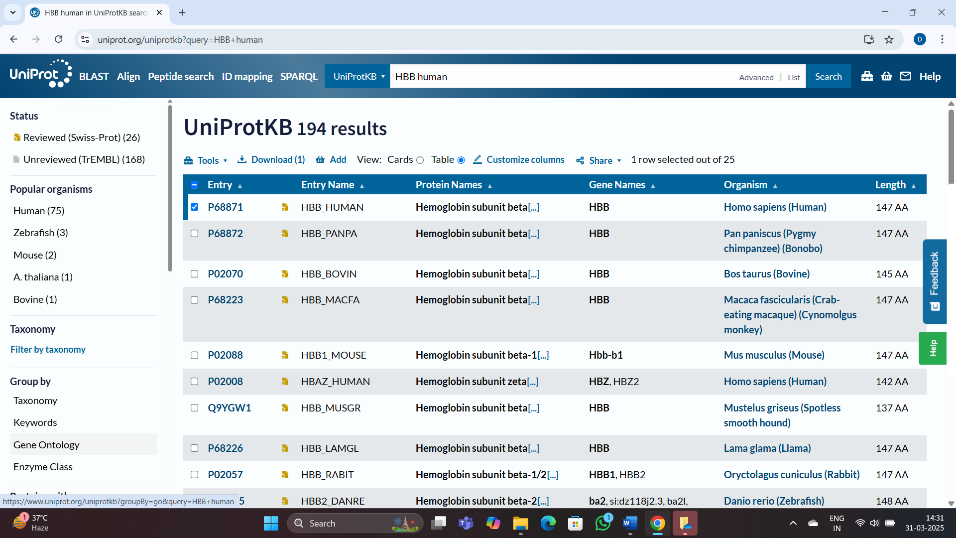 HBB human in UniProtKB search
uniprot.org/uniprotkb?query=HBB+human
D
UniProt BLAST Align Peptide search ID mapping SPARQL UniProtKB HBB human Advanced | List Search Help
Status
Reviewed (Swiss-Prot) (26)
Unreviewed (TrEMBL) (168)
Popular organisms
Human (75)
Zebrafish (3)
Mouse (2)
A. thaliana (1)
Bovine (1)
Taxonomy
Filter by taxonomy
Group by
Taxonomy
Keywords
Gene Ontology
Enzyme Class
UniProtKB 194 results
Tools Download (1) Add View: Cards Table Customize columns Share 1 row selected out of 25
Entry Entry Name Protein Names Gene Names Organism Length
P68871 HBB_HUMAN Hemoglobin subunit beta[...] HBB Homo sapiens (Human) 147 AA
P68872 HBB_PANPA Hemoglobin subunit beta[...] HBB Pan paniscus (Pygmy 147 AA
chimpanzee) (Bonobo)
P02070 HBB_BOVIN Hemoglobin subunit beta[...] HBB Bos taurus (Bovine) 145 AA
P68223 HBB_MACFA Hemoglobin subunit beta[...] HBB Macaca fascicularis (Crab- 147 AA
eating macaque) (Cynomolgus
monkey)
P02088 HBB1_MOUSE Hemoglobin subunit beta-1[...] Hbb-b1 Mus musculus (Mouse) 147 AA
P02008 HBAZ_HUMAN Hemoglobin subunit zeta[...] HBZ, HBZ2 Homo sapiens (Human) 142 AA
Q9YGW1 HBB_MUSGR Hemoglobin subunit beta[...] HBB Mustelus griseus (Spotless 137 AA
smooth hound)
P68226 HBB_LAMGL Hemoglobin subunit beta[...] HBB Lama glama (Llama) 147 AA
P02057 HBB_RABIT Hemoglobin subunit beta-1/2[...] HBB1, HBB2 Oryctolagus cuniculus (Rabbit) 147 AA
5 HBB2_DANRE Hemoglobin subunit beta-2[...] ba2, si:dz118j2.3, ba2l, Danio rerio (Zebrafish) 148 AA
Feedback
Help
https://www.uniprot.org/uniprotkb?groupBy=go&query=HBB+human
1
37°C
Haze
Search
1
ENG
IN
14:31
31-03-2025